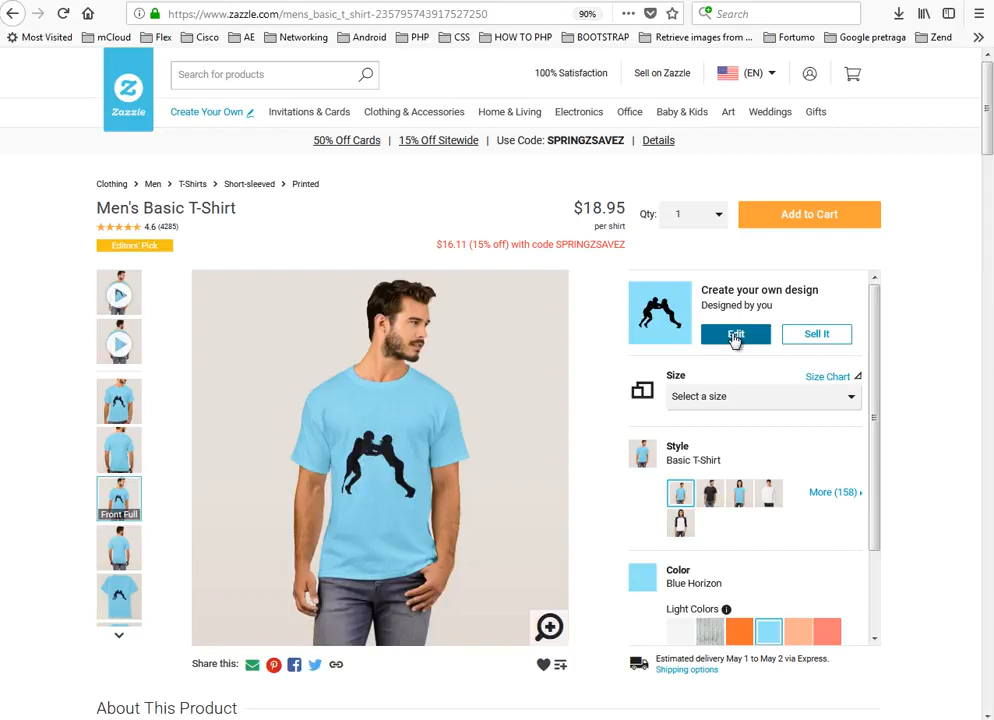 https://www.zazzle.com/mens_basic_t_shirt-235795743917527250
90%
Search
Most Visited mCloud Flex Cisco AE Networking Android PHP CSS HOW TO PHP BOOTSTRAP Retrieve images from ... Fortumo Google pretraga Zend
Zazzle
Search for products
100% Satisfaction
Sell on Zazzle
(EN)
Create Your Own Invitations & Cards Clothing & Accessories Home & Living Electronics Office Baby & Kids Art Weddings Gifts
50% Off Cards | 15% Off Sitewide | Use Code: SPRINGZSAVEZ | Details
Clothing > Men > T-Shirts > Short-sleeved > Printed
Men's Basic T-Shirt
4.6 (4285)
Editors' Pick
$18.95
per shirt
$16.11 (15% off) with code SPRINGZSAVEZ
Qty: 1
Add to Cart
Front Full
Create your own design
Designed by you
Edit
Sell It
Size
Size Chart
Select a size
Style
Basic T-Shirt
More (158)
Color
Blue Horizon
Light Colors
Share this:
Estimated delivery May 1 to May 2 via Express.
Shipping options
About This Product